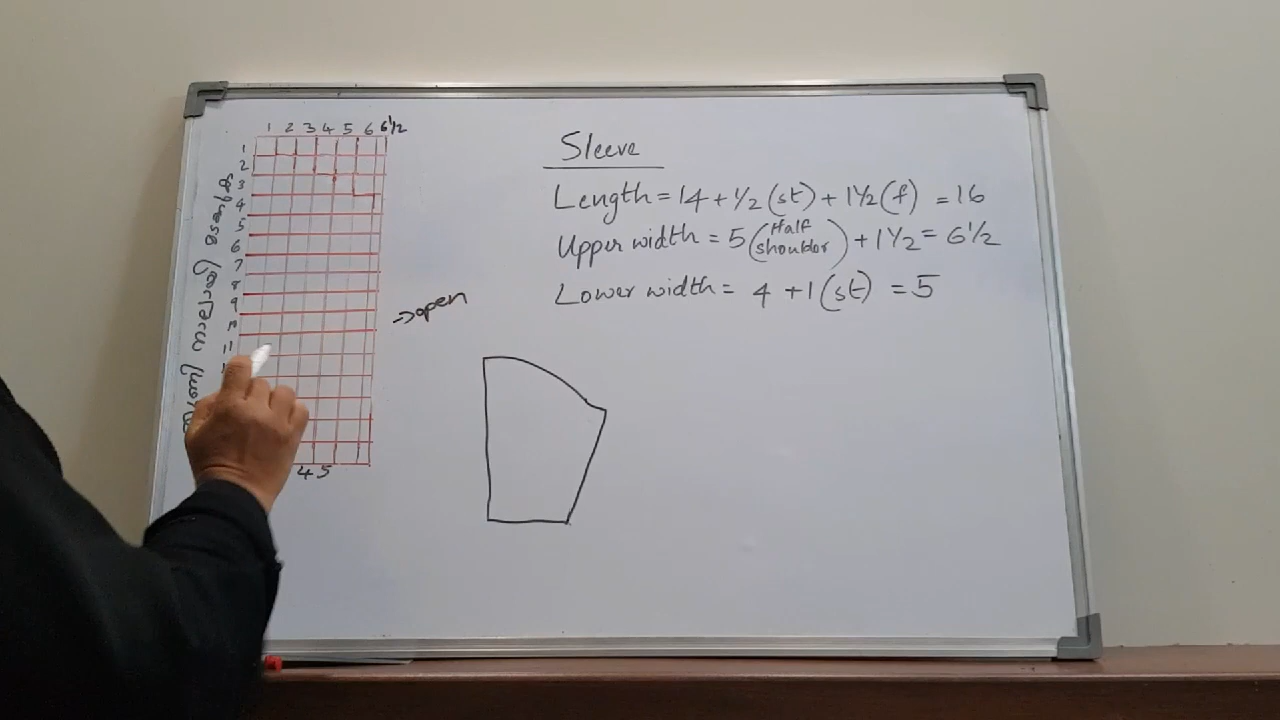 1 2 3 4 5 6 6½
1
2
3
4
5
6
7
8
9
10
11
4 5
→open
Sleeve
Length = 14 + ½ (st) + 1½ (f) = 16
Upper width = 5 (Half shoulder) + 1½ = 6½
Lower width = 4 + 1 (st) = 5